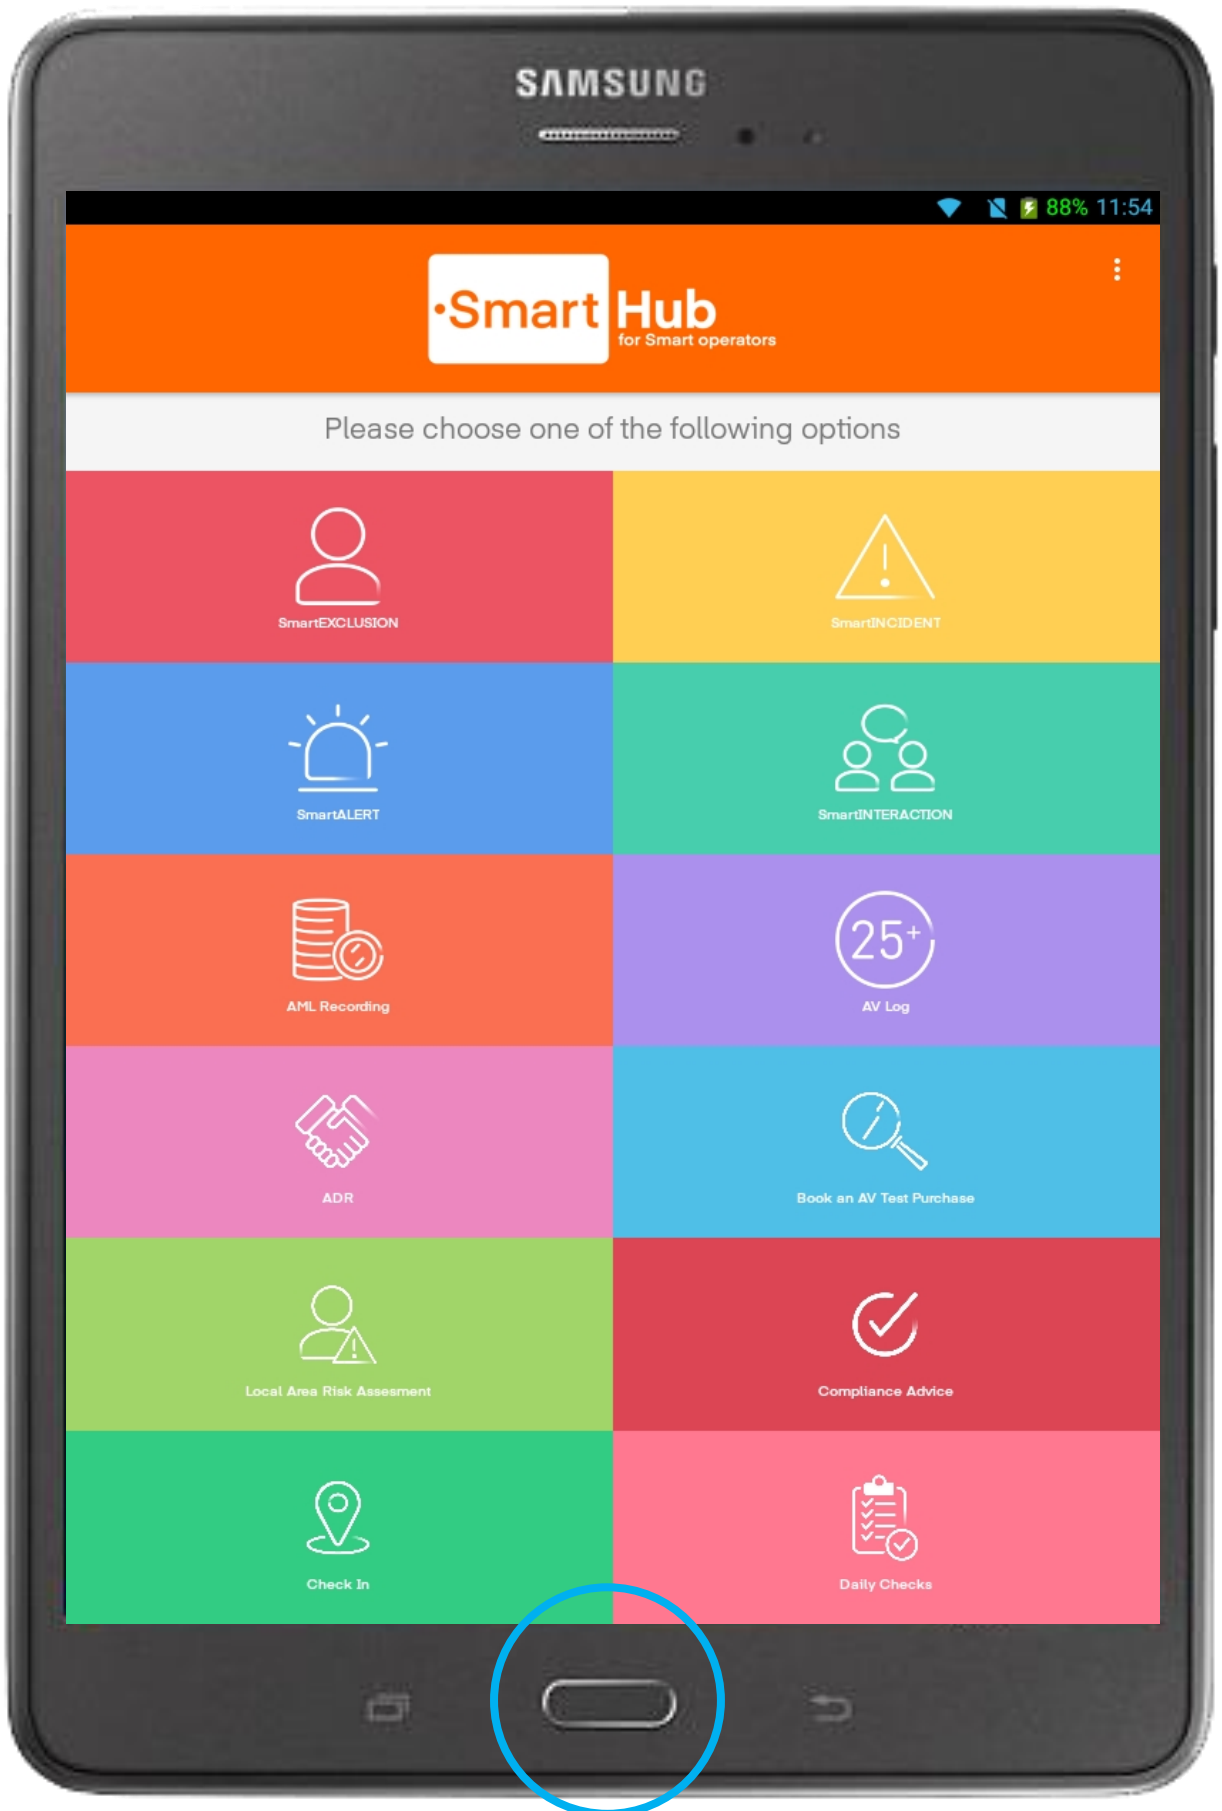 SAMSUNG
88% 11:54
·Smart Hub
for Smart operators
Please choose one of the following options
SmartEXCLUSION
SmartINCIDENT
SmartALERT
SmartINTERACTION
AML Recording
25+
AV Log
ADR
Book an AV Test Purchase
Local Area Risk Assesment
Compliance Advice
Check In
Daily Checks